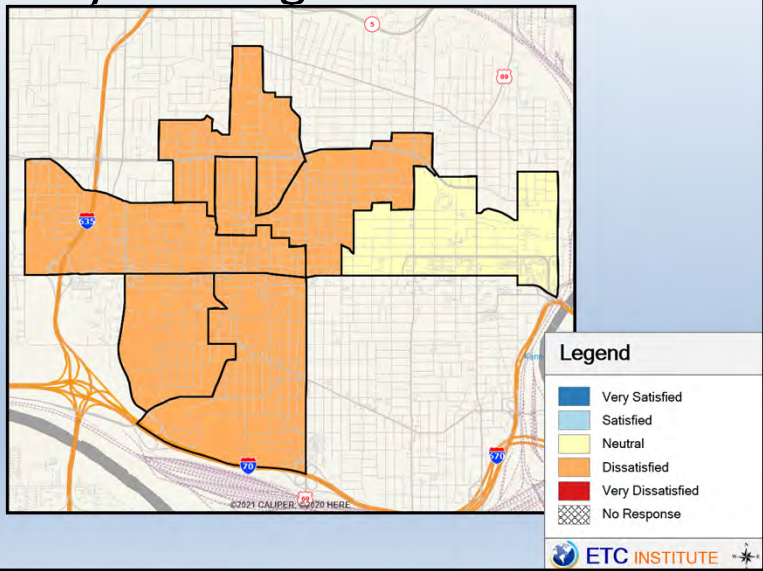 5
69
635
©2021 CALIPER, ©2020 HERE
70
69
670
Legend
Very Satisfied
Satisfied
Neutral
Dissatisfied
Very Dissatisfied
No Response
ETC INSTITUTE